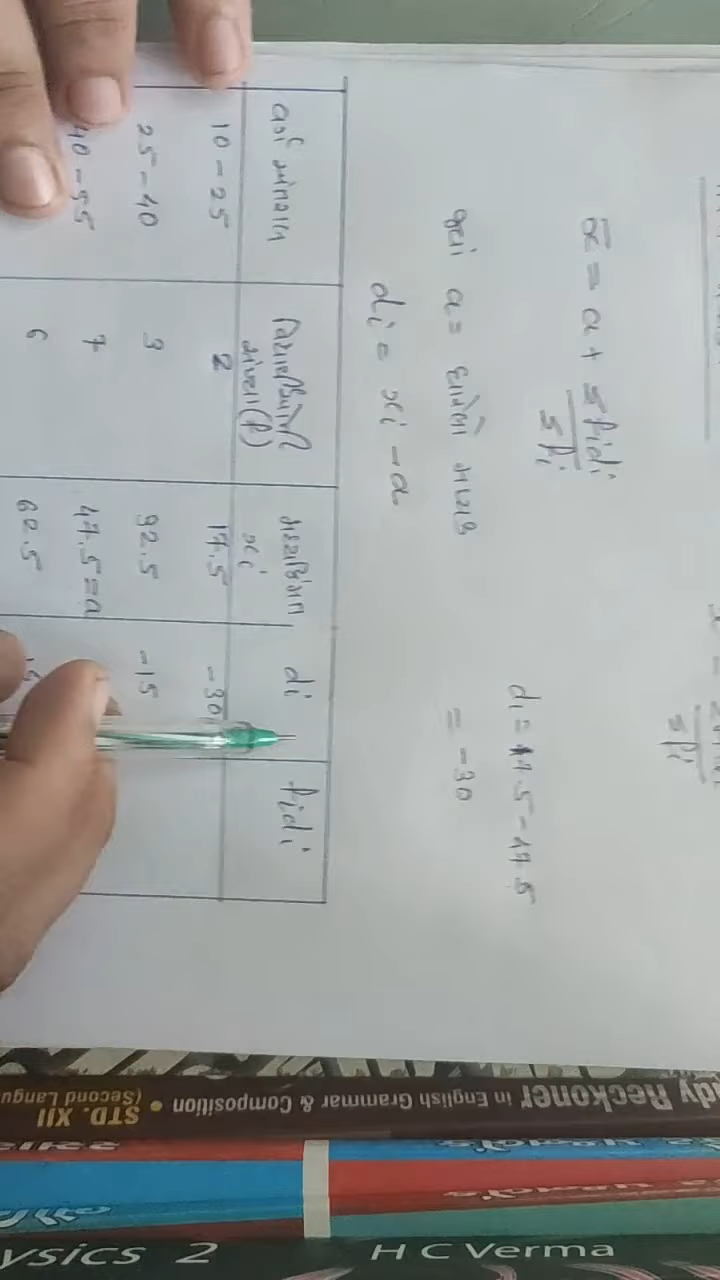 x̄ = a + Σfidi / Σfi
જ્યાં a = ધારેલો મધ્યક
di = xi - a
d1 = 17.5 - 47.5
= -30
વર્ગ અંતરાલ
વિદ્યાર્થીઓની સંખ્યા (fi)
મધ્યકિંમત xi
di
fidi
10 - 25
2
17.5
-30
25 - 40
3
32.5
-15
40 - 55
7
47.5 = a
6
62.5
dy Reckoner in English Grammar & Composition • STD. XII
(Second Langu
ysics 2
H C Verma